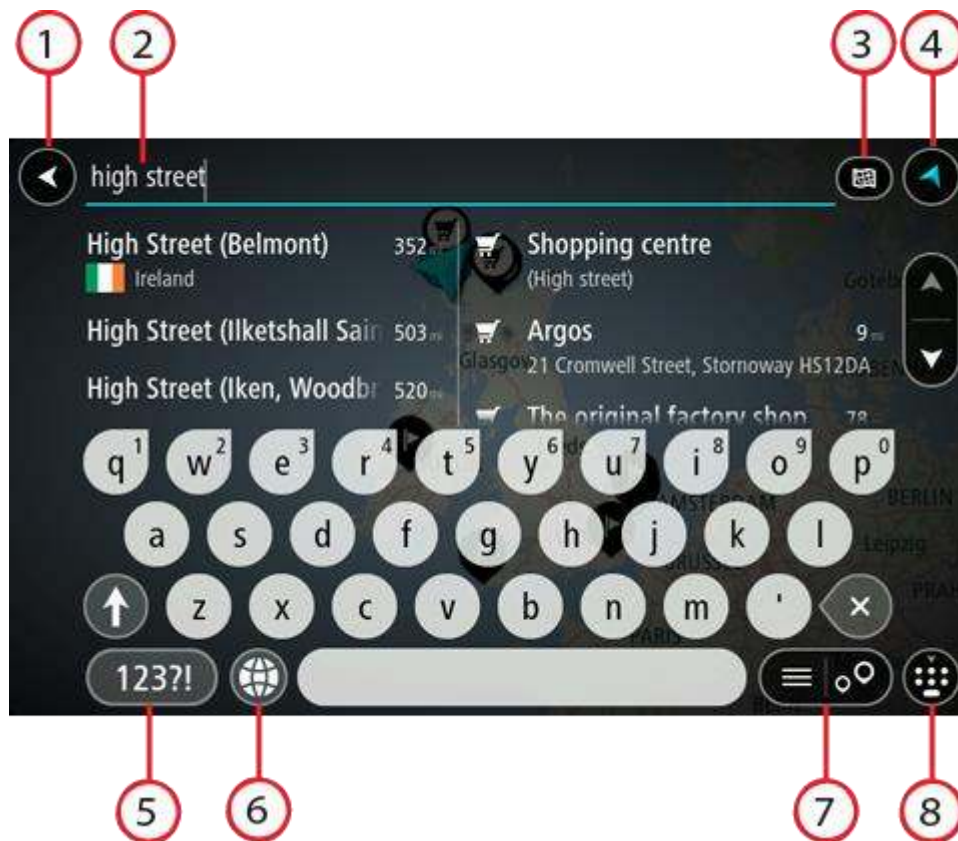 1 2 3 4
high street
High Street (Belmont) 352
Ireland
High Street (Ilketshall Sain 503 mi
High Street (Iken, Woodbr 520 mi
Shopping centre
(High street)
Argos 9 mi
21 Cromwell Street, Stornoway HS12DA
The original factory shop 78
Glasgow
AMSTERDAM
BERLIN
Leipzig
PARIS
q 1 w 2 e 3 r 4 t 5 y 6 u 7 i 8 o 9 p 0
a s d f g h j k l
z x c v b n m '
123?!
5 6 7 8